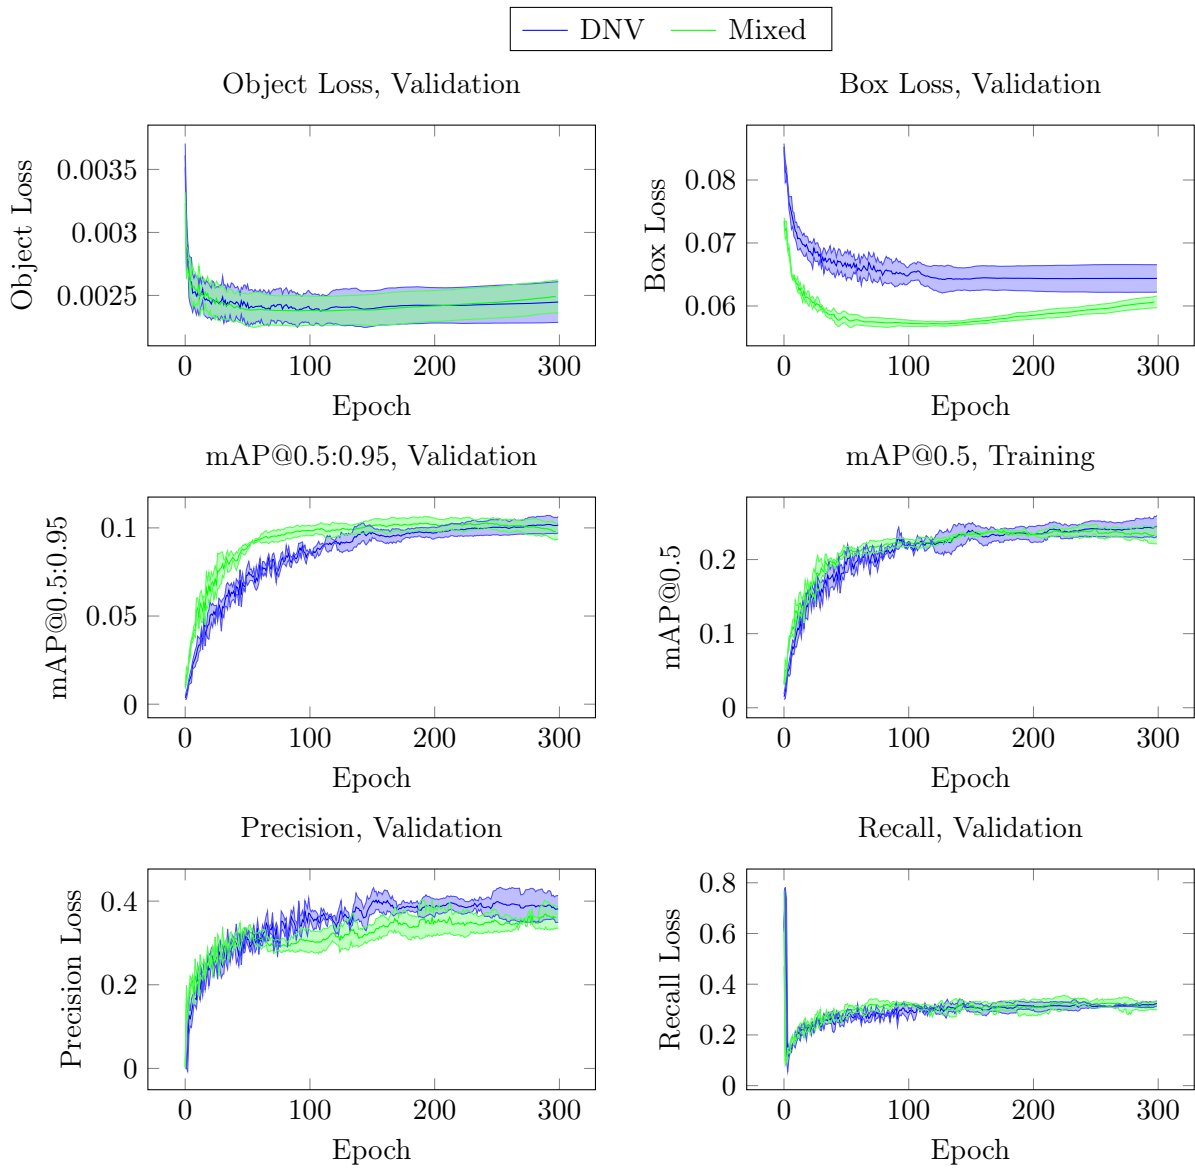 DNV Mixed
Object Loss, Validation
Object Loss
0.0035
0.003
0.0025
0 100 200 300
Epoch
Box Loss, Validation
Box Loss
0.08
0.07
0.06
0 100 200 300
Epoch
mAP@0.5:0.95, Validation
mAP@0.5:0.95
0.1
0.05
0
0 100 200 300
Epoch
mAP@0.5, Training
mAP@0.5
0.2
0.1
0
0 100 200 300
Epoch
Precision, Validation
Precision Loss
0.4
0.2
0
0 100 200 300
Epoch
Recall, Validation
Recall Loss
0.8
0.6
0.4
0.2
0
0 100 200 300
Epoch